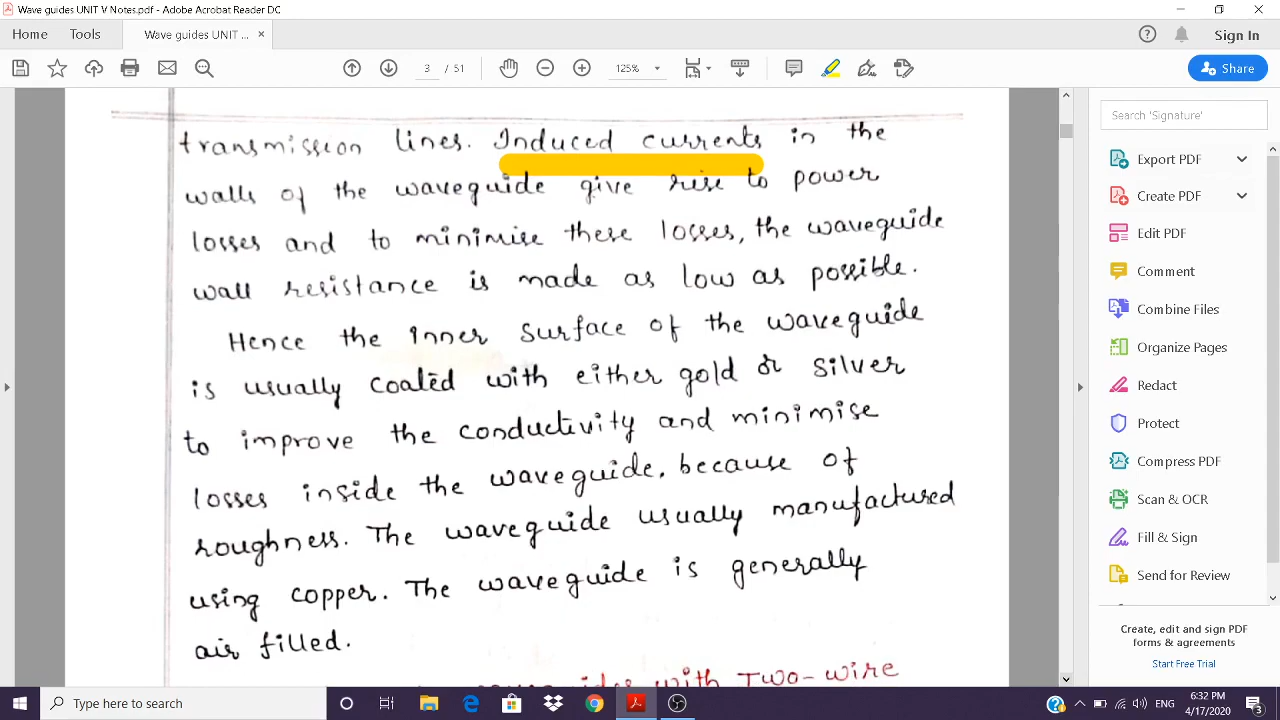 Wave guides UNIT V Notes.pdf - Adobe Acrobat Reader DC
Home Tools Wave guides UNIT ... × Sign In
3 / 51 125% Share
transmission lines. Induced currents in the
walls of the waveguide give rise to power
losses and to minimise these losses, the waveguide
wall resistance is made as low as possible.
Hence the inner surface of the waveguide
is usually coated with either gold or silver
to improve the conductivity and minimise
losses inside the waveguide. because of
roughness. The waveguide usually manufactured
using copper. The waveguide is generally
air filled.
with Two-wire
Search 'Signature'
Export PDF
Create PDF
Edit PDF
Comment
Combine Files
Organize Pages
Redact
Protect
Compress PDF
Scan & OCR
Fill & Sign
Send for Review
Create, edit and sign PDF
forms & agreements
Start Free Trial
Type here to search
ENG
6:32 PM
4/17/2020
3